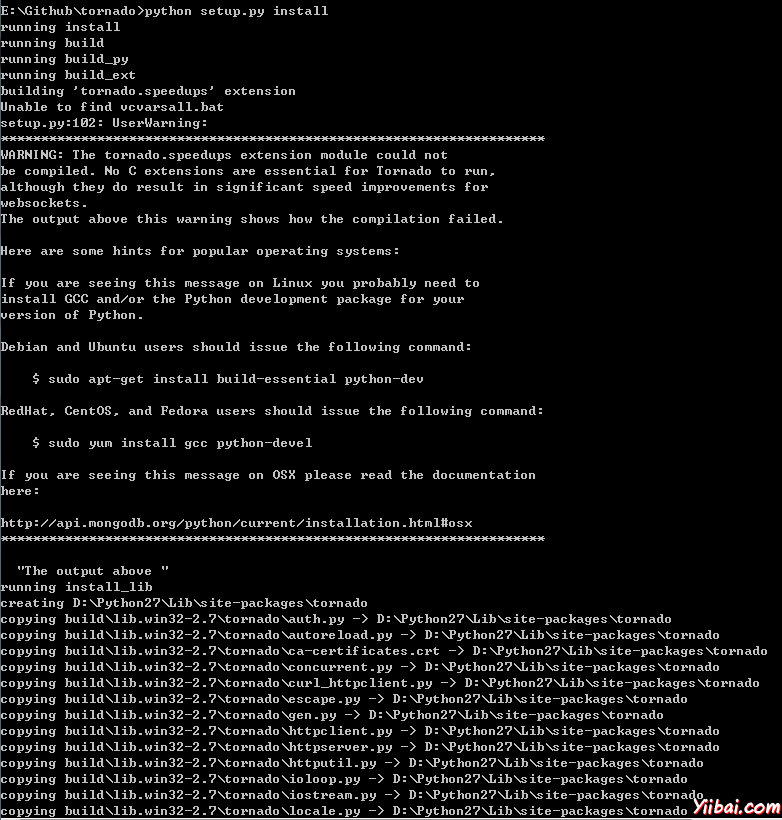 E:\Github\tornado>python setup.py install
running install
running build
running build_py
running build_ext
building 'tornado.speedups' extension
Unable to find vcvarsall.bat
setup.py:102: UserWarning:
********************************************************************
WARNING: The tornado.speedups extension module could not
be compiled. No C extensions are essential for Tornado to run,
although they do result in significant speed improvements for
websockets.
The output above this warning shows how the compilation failed.
Here are some hints for popular operating systems:
If you are seeing this message on Linux you probably need to
install GCC and/or the Python development package for your
version of Python.
Debian and Ubuntu users should issue the following command:
$ sudo apt-get install build-essential python-dev
RedHat, CentOS, and Fedora users should issue the following command:
$ sudo yum install gcc python-devel
If you are seeing this message on OSX please read the documentation
here:
http://api.mongodb.org/python/current/installation.html#osx
********************************************************************
"The output above "
running install_lib
creating D:\Python27\Lib\site-packages\tornado
copying build\lib.win32-2.7\tornado\auth.py -> D:\Python27\Lib\site-packages\tornado
copying build\lib.win32-2.7\tornado\autoreload.py -> D:\Python27\Lib\site-packages\tornado
copying build\lib.win32-2.7\tornado\ca-certificates.crt -> D:\Python27\Lib\site-packages\tornado
copying build\lib.win32-2.7\tornado\concurrent.py -> D:\Python27\Lib\site-packages\tornado
copying build\lib.win32-2.7\tornado\curl_httpclient.py -> D:\Python27\Lib\site-packages\tornado
copying build\lib.win32-2.7\tornado\escape.py -> D:\Python27\Lib\site-packages\tornado
copying build\lib.win32-2.7\tornado\gen.py -> D:\Python27\Lib\site-packages\tornado
copying build\lib.win32-2.7\tornado\httpclient.py -> D:\Python27\Lib\site-packages\tornado
copying build\lib.win32-2.7\tornado\httpserver.py -> D:\Python27\Lib\site-packages\tornado
copying build\lib.win32-2.7\tornado\httputil.py -> D:\Python27\Lib\site-packages\tornado
copying build\lib.win32-2.7\tornado\ioloop.py -> D:\Python27\Lib\site-packages\tornado
copying build\lib.win32-2.7\tornado\iostream.py -> D:\Python27\Lib\site-packages\tornado
copying build\lib.win32-2.7\tornado\locale.py -> D:\Python27\Lib\site-packages\tornado
Yiibai.com